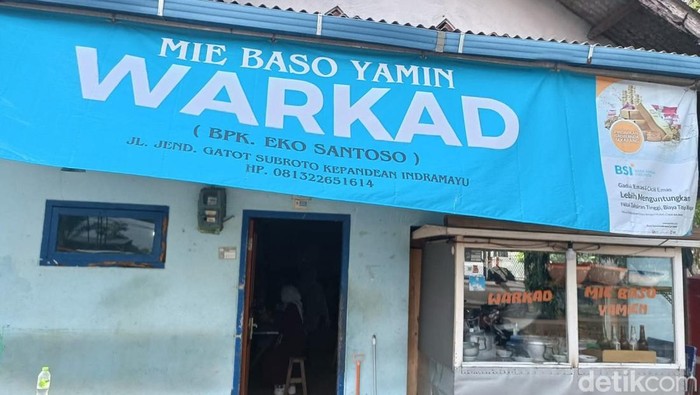 MIE BASO YAMIN
WARKAD
( BPK. EKO SANTOSO )
JL. JEND. GATOT SUBROTO KEPANDEAN INDRAMAYU
HP. 081322651614
BSI
Lebih Menguntungkan
WARKAD
MIE BASO
YAMIEN
detikcom